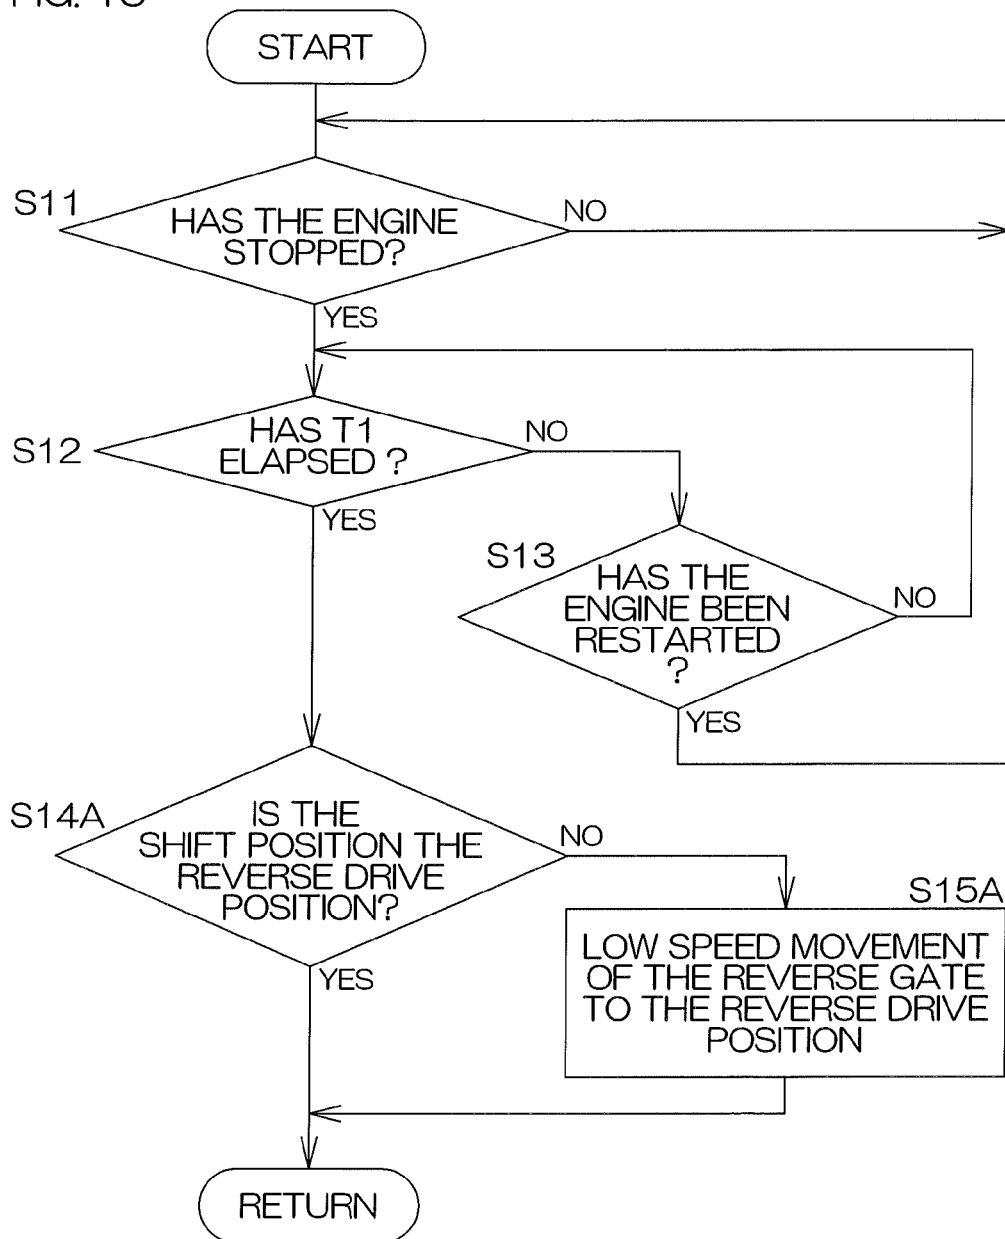 START
S11
HAS THE ENGINE
STOPPED?
NO
YES
S12
HAS T1
ELAPSED ?
NO
YES
S13
HAS THE
ENGINE BEEN
RESTARTED
?
NO
YES
S14A
IS THE
SHIFT POSITION THE
REVERSE DRIVE
POSITION?
NO
YES
S15A
LOW SPEED MOVEMENT
OF THE REVERSE GATE
TO THE REVERSE DRIVE
POSITION
RETURN